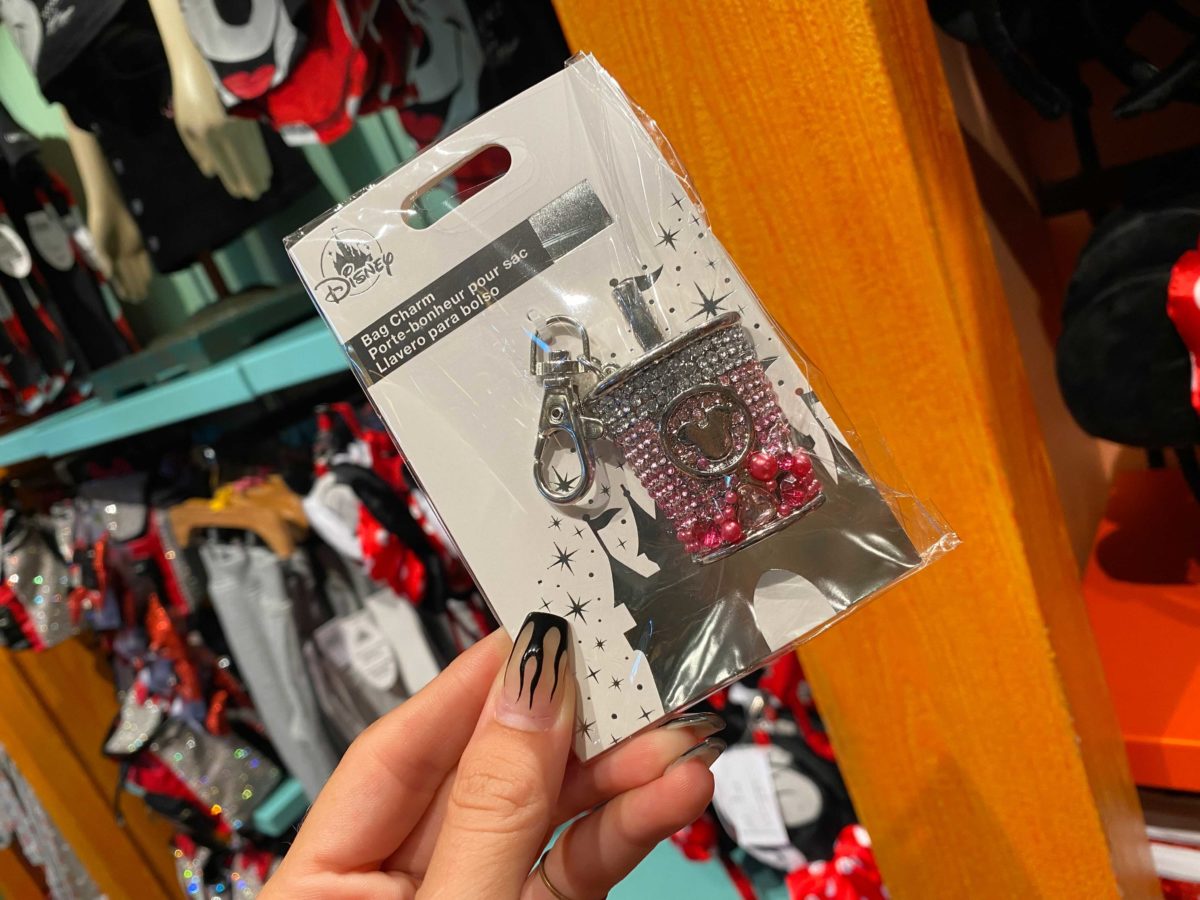 Disney
Bag Charm
Porte-bonheur pour sac
Llavero para bolso